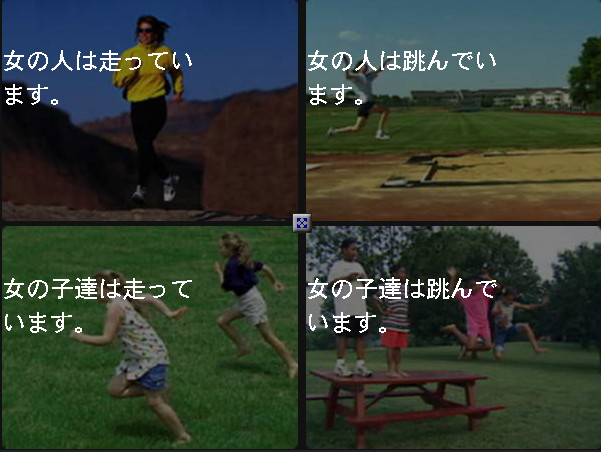 女の人は走ってい
ます。
女の人は跳んでい
ます。
女の子達は走って
います。
女の子達は跳んで
います。